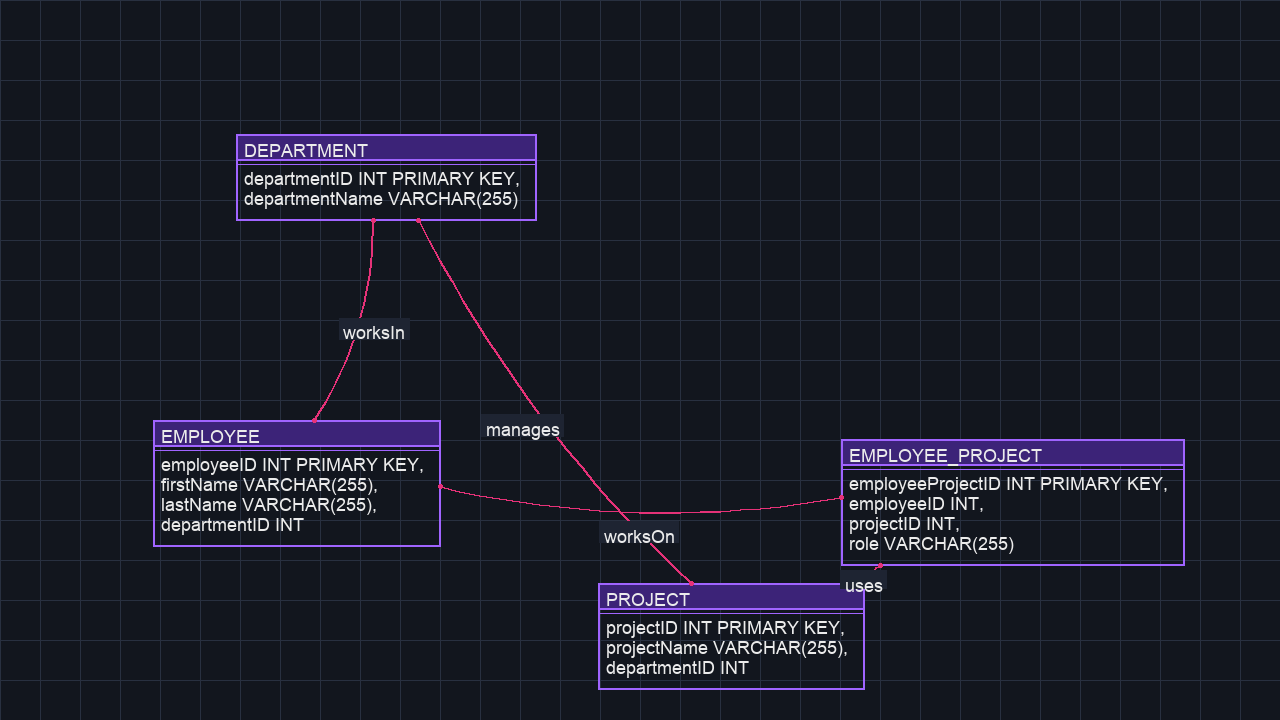 DEPARTMENT
departmentID INT PRIMARY KEY,
departmentName VARCHAR(255)
worksIn
manages
EMPLOYEE
employeeID INT PRIMARY KEY,
firstName VARCHAR(255),
lastName VARCHAR(255),
departmentID INT
EMPLOYEE_PROJECT
employeeProjectID INT PRIMARY KEY,
employeeID INT,
projectID INT,
role VARCHAR(255)
worksOn
uses
PROJECT
projectID INT PRIMARY KEY,
projectName VARCHAR(255),
departmentID INT